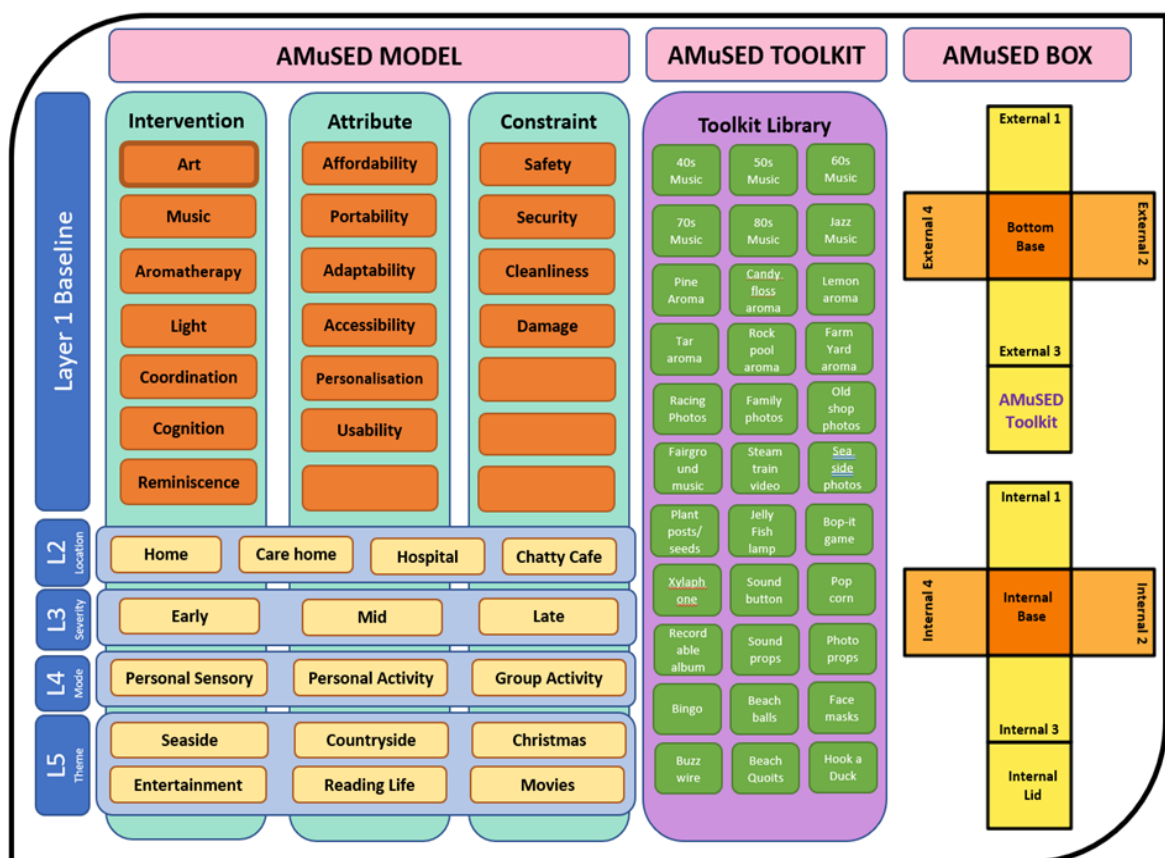 AMuSED MODEL
AMuSED TOOLKIT
AMuSED BOX
Layer 1 Baseline
Intervention
Art
Music
Aromatherapy
Light
Coordination
Cognition
Reminiscence
Attribute
Affordability
Portability
Adaptability
Accessibility
Personalisation
Usability
Constraint
Safety
Security
Cleanliness
Damage
L2
Location
Home
Care home
Hospital
Chatty Cafe
L3
Severity
Early
Mid
Late
L4
Mode
Personal Sensory
Personal Activity
Group Activity
L5
Theme
Seaside
Countryside
Christmas
Entertainment
Reading Life
Movies
Toolkit Library
40s
Music
50s
Music
60s
Music
70s
Music
80s
Music
Jazz
Music
Pine
Aroma
Candy
floss
aroma
Lemon
aroma
Tar
aroma
Rock
pool
aroma
Farm
Yard
aroma
Racing
Photos
Family
photos
Old
shop
photos
Fairgro
und
music
Steam
train
video
Sea
side
photos
Plant
posts/
seeds
Jelly
Fish
lamp
Bop-it
game
Xylaph
one
Sound
button
Pop
corn
Record
able
album
Sound
props
Photo
props
Bingo
Beach
balls
Face
masks
Buzz
wire
Beach
Quoits
Hook a
Duck
External 1
External 4
Bottom
Base
External 2
External 3
AMuSED
Toolkit
Internal 1
Internal 4
Internal
Base
Internal 2
Internal 3
Internal
Lid